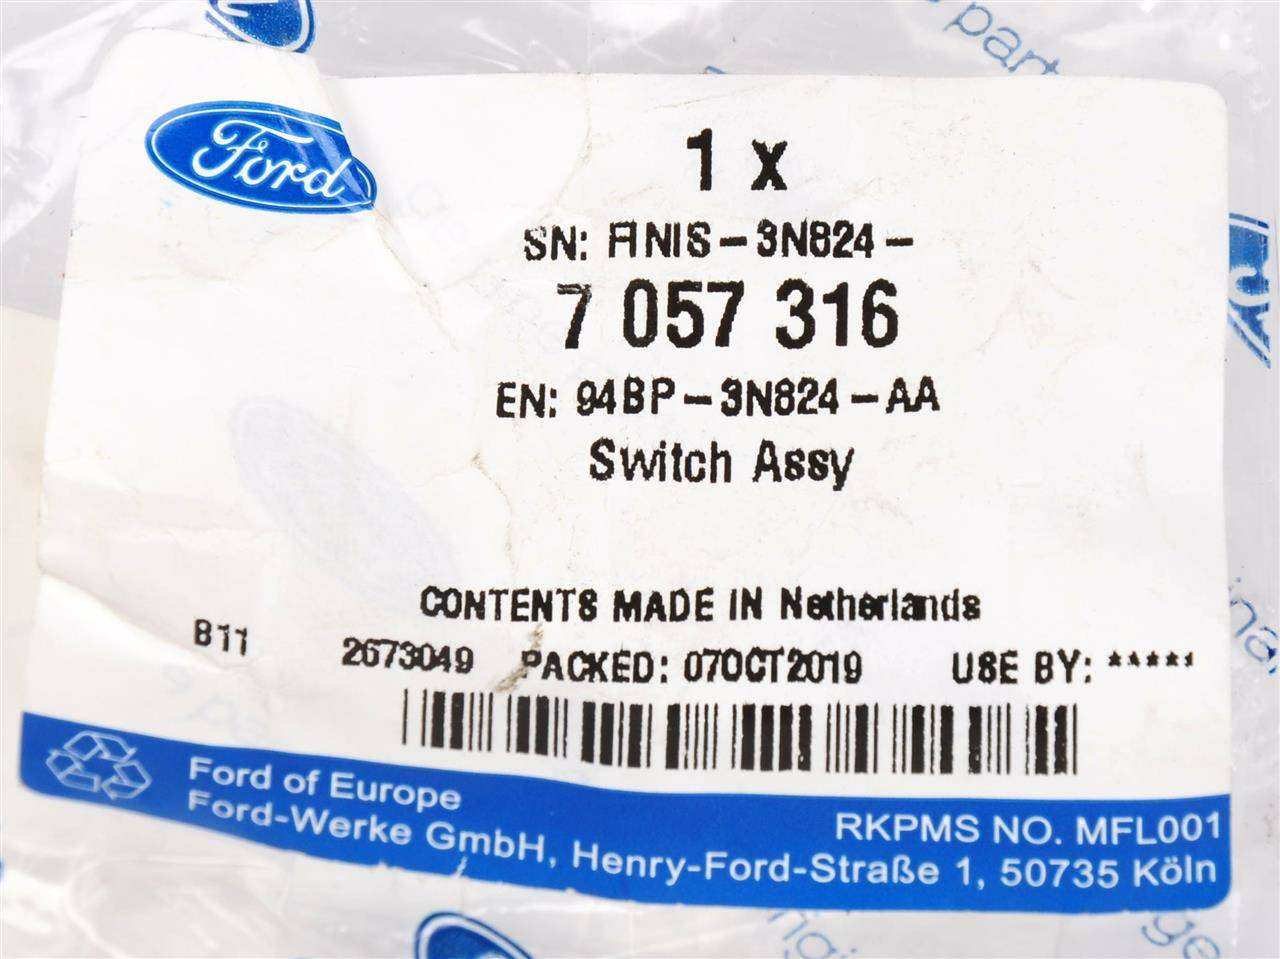 Ford
1 x
SN: FINIS-3N824-
7 057 316
EN: 94BP-3N824-AA
Switch Assy
CONTENTS MADE IN Netherlands
B11 2673049 PACKED: 07OCT2019 USE BY: *****
Ford of Europe
Ford-Werke GmbH, Henry-Ford-Straße 1, 50735 Köln
RKPMS NO. MFL001